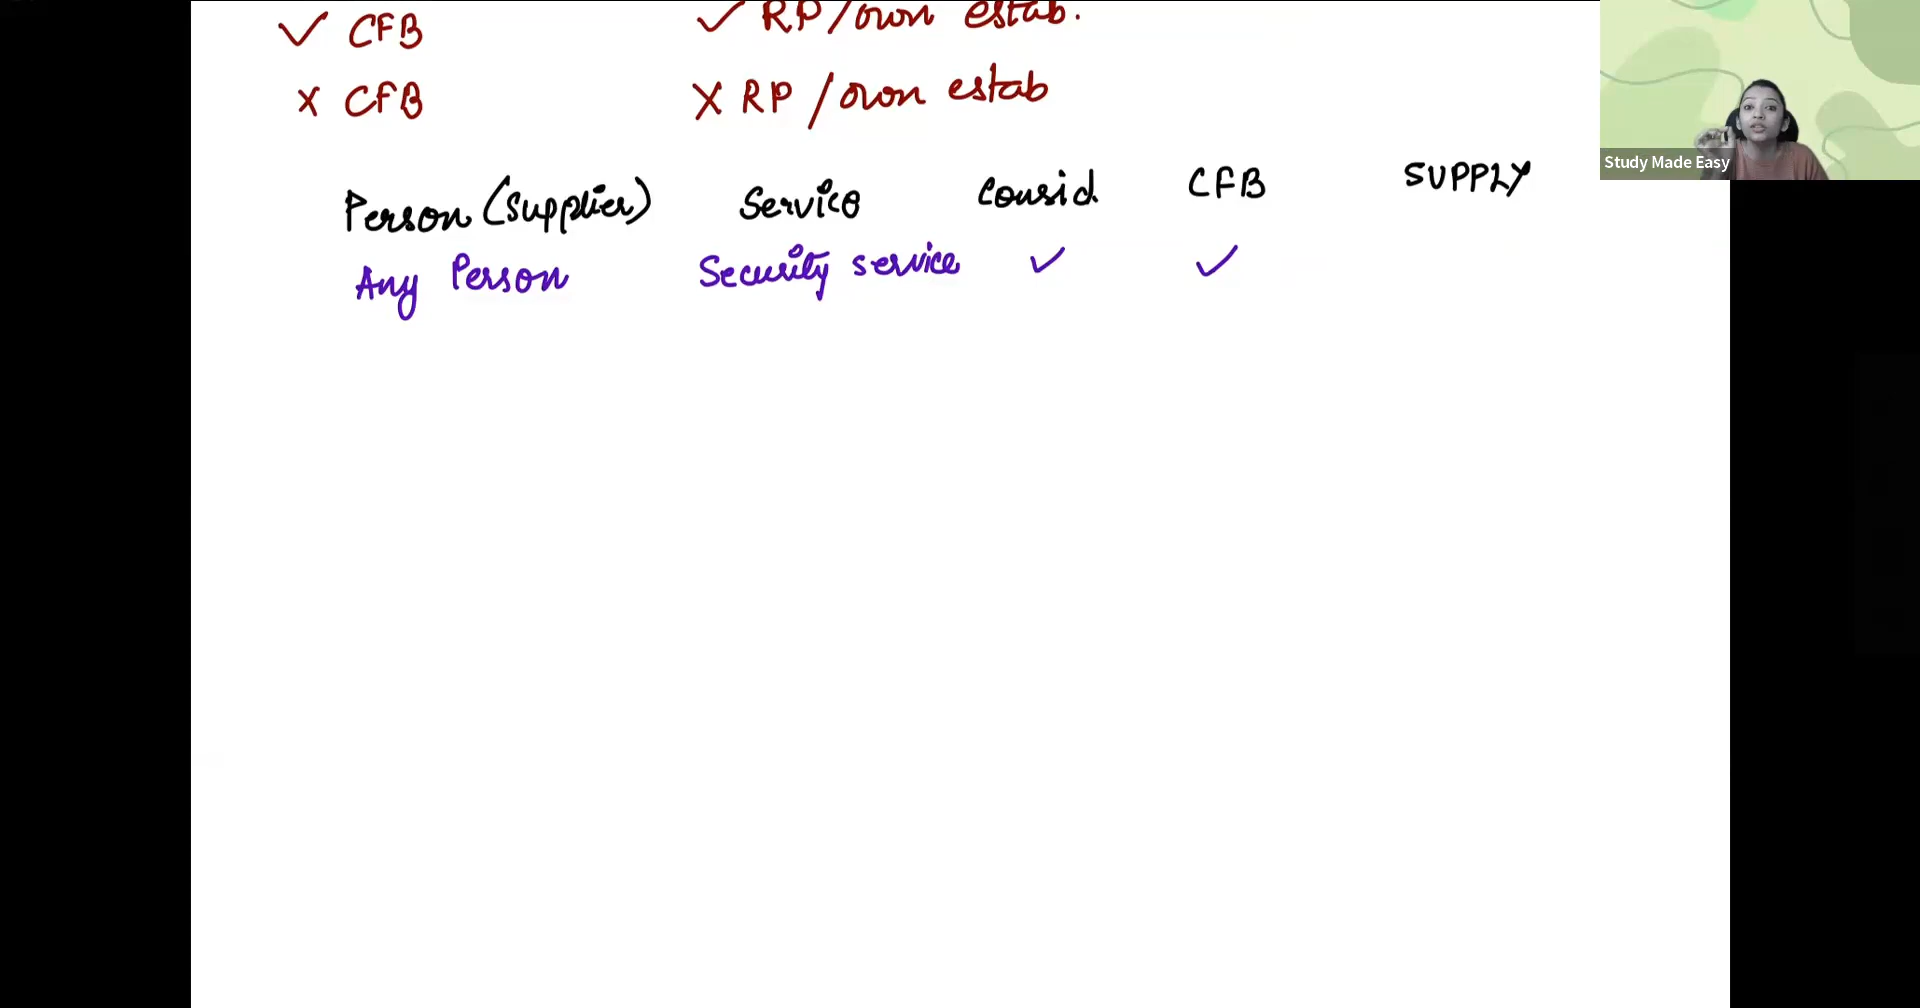 ✓ CFB ✓ RP/own estab.
X CFB X RP/own estab
Person (Supplier) Service Consid CFB SUPPLY
Any Person Security service ✓ ✓
Study Made Easy